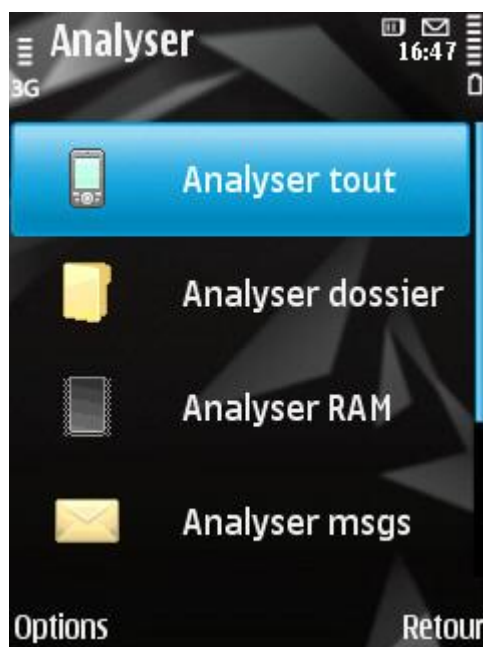 Analyser
16:47
3G
Analyser tout
Analyser dossier
Analyser RAM
Analyser msgs
Options
Retour